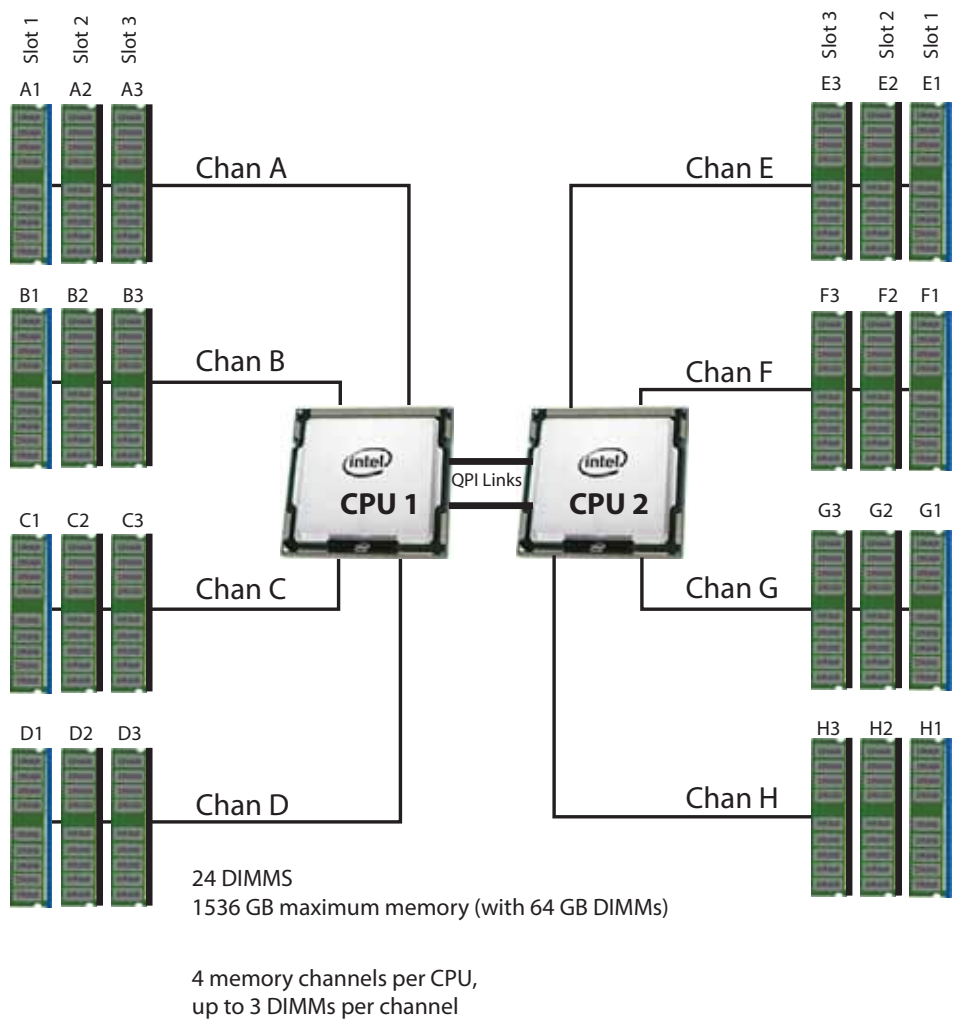 Slot 1 Slot 2 Slot 3
Slot 3 Slot 2 Slot 1
A1 A2 A3
E3 E2 E1
Chan A
Chan E
B1 B2 B3
F3 F2 F1
Chan B
Chan F
intel
CPU 1
QPI Links
intel
CPU 2
C1 C2 C3
G3 G2 G1
Chan C
Chan G
D1 D2 D3
H3 H2 H1
Chan D
Chan H
24 DIMMS
1536 GB maximum memory (with 64 GB DIMMs)
4 memory channels per CPU,
up to 3 DIMMs per channel